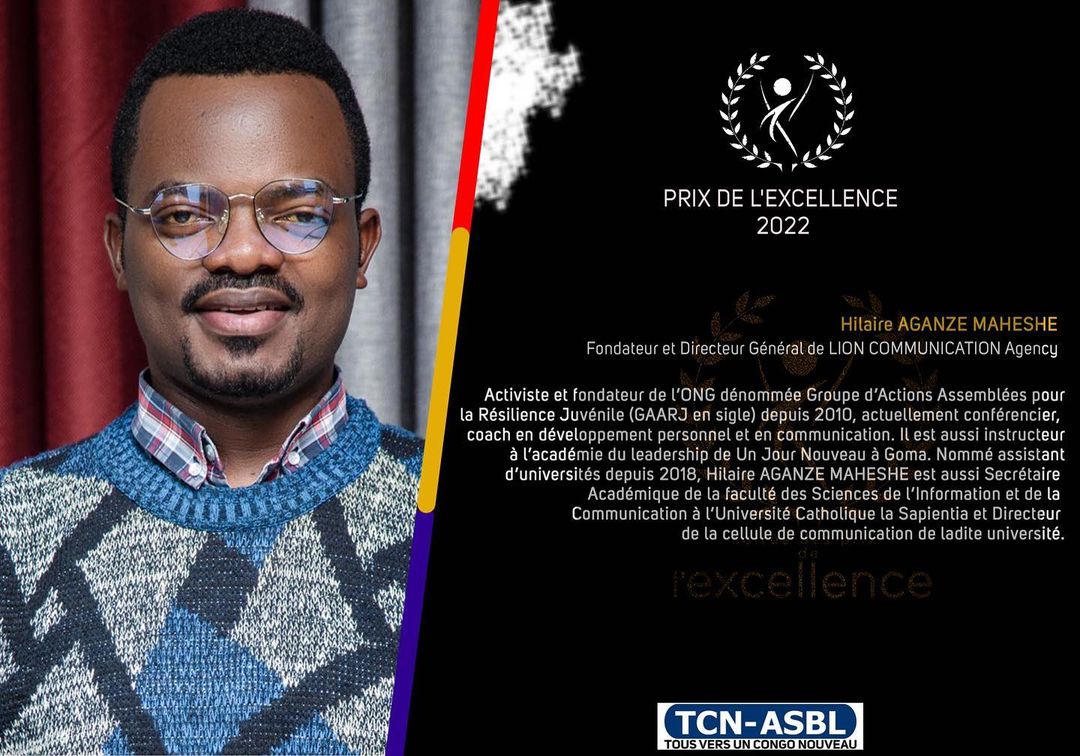 PRIX DE L'EXCELLENCE
2022
Hilaire AGANZE MAHESHE
Fondateur et Directeur Général de LION COMMUNICATION Agency
Activiste et fondateur de l'ONG dénommée Groupe d'Actions Assemblées pour
la Résilience Juvénile (GAARJ en sigle) depuis 2010, actuellement conférencier,
coach en développement personnel et en communication. Il est aussi instructeur
à l'académie du leadership de Un Jour Nouveau à Goma. Nommé assistant
d'universités depuis 2018, Hilaire AGANZE MAHESHE est aussi Secrétaire
Académique de la faculté des Sciences de l'Information et de la
Communication à l'Université Catholique la Sapientia et Directeur
de la cellule de communication de ladite université.
de
l'excellence
TCN-ASBL
TOUS VERS UN CONGO NOUVEAU